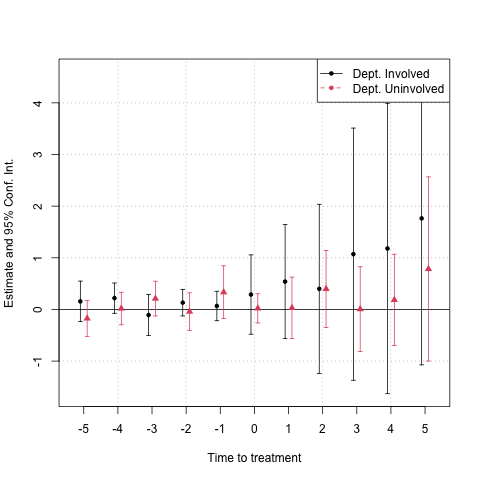 Dept. Involved
Dept. Uninvolved
Estimate and 95% Conf. Int.
4
3
2
1
0
-1
-5 -4 -3 -2 -1 0 1 2 3 4 5
Time to treatment